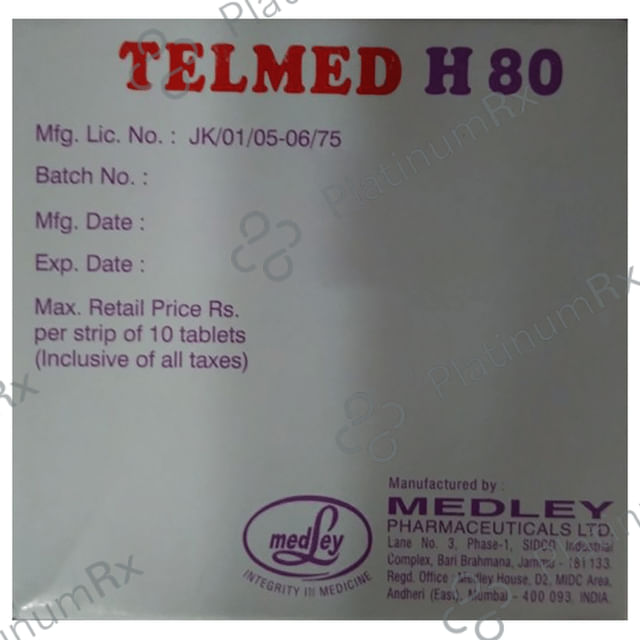 TELMED H 80
Mfg. Lic. No. : JK/01/05-06/75
Batch No. :
Mfg. Date :
Exp. Date :
Max. Retail Price Rs.
per strip of 10 tablets
(Inclusive of all taxes)
Manufactured by :
MEDLEY
PHARMACEUTICALS LTD.
Lane No. 3, Phase-1, SIDCO Industrial
Complex, Bari Brahmana, Jammu - 181 133.
Regd. Office : Medley House, D2, MIDC Area,
Andheri (East), Mumbai - 400 093, INDIA.
medley
INTEGRITY IN MEDICINE
PlatinumRx
PlatinumRx
PlatinumRx